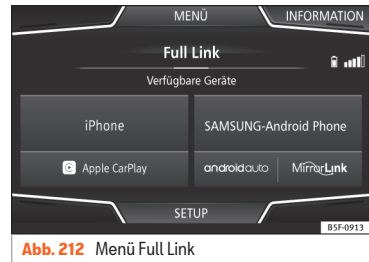 MENÜ
INFORMATION
Full Link
Verfügbare Geräte
iPhone
SAMSUNG-Android Phone
Apple CarPlay
androidauto
MirrorLink
SETUP
B5F-0913
Abb. 212 Menü Full Link